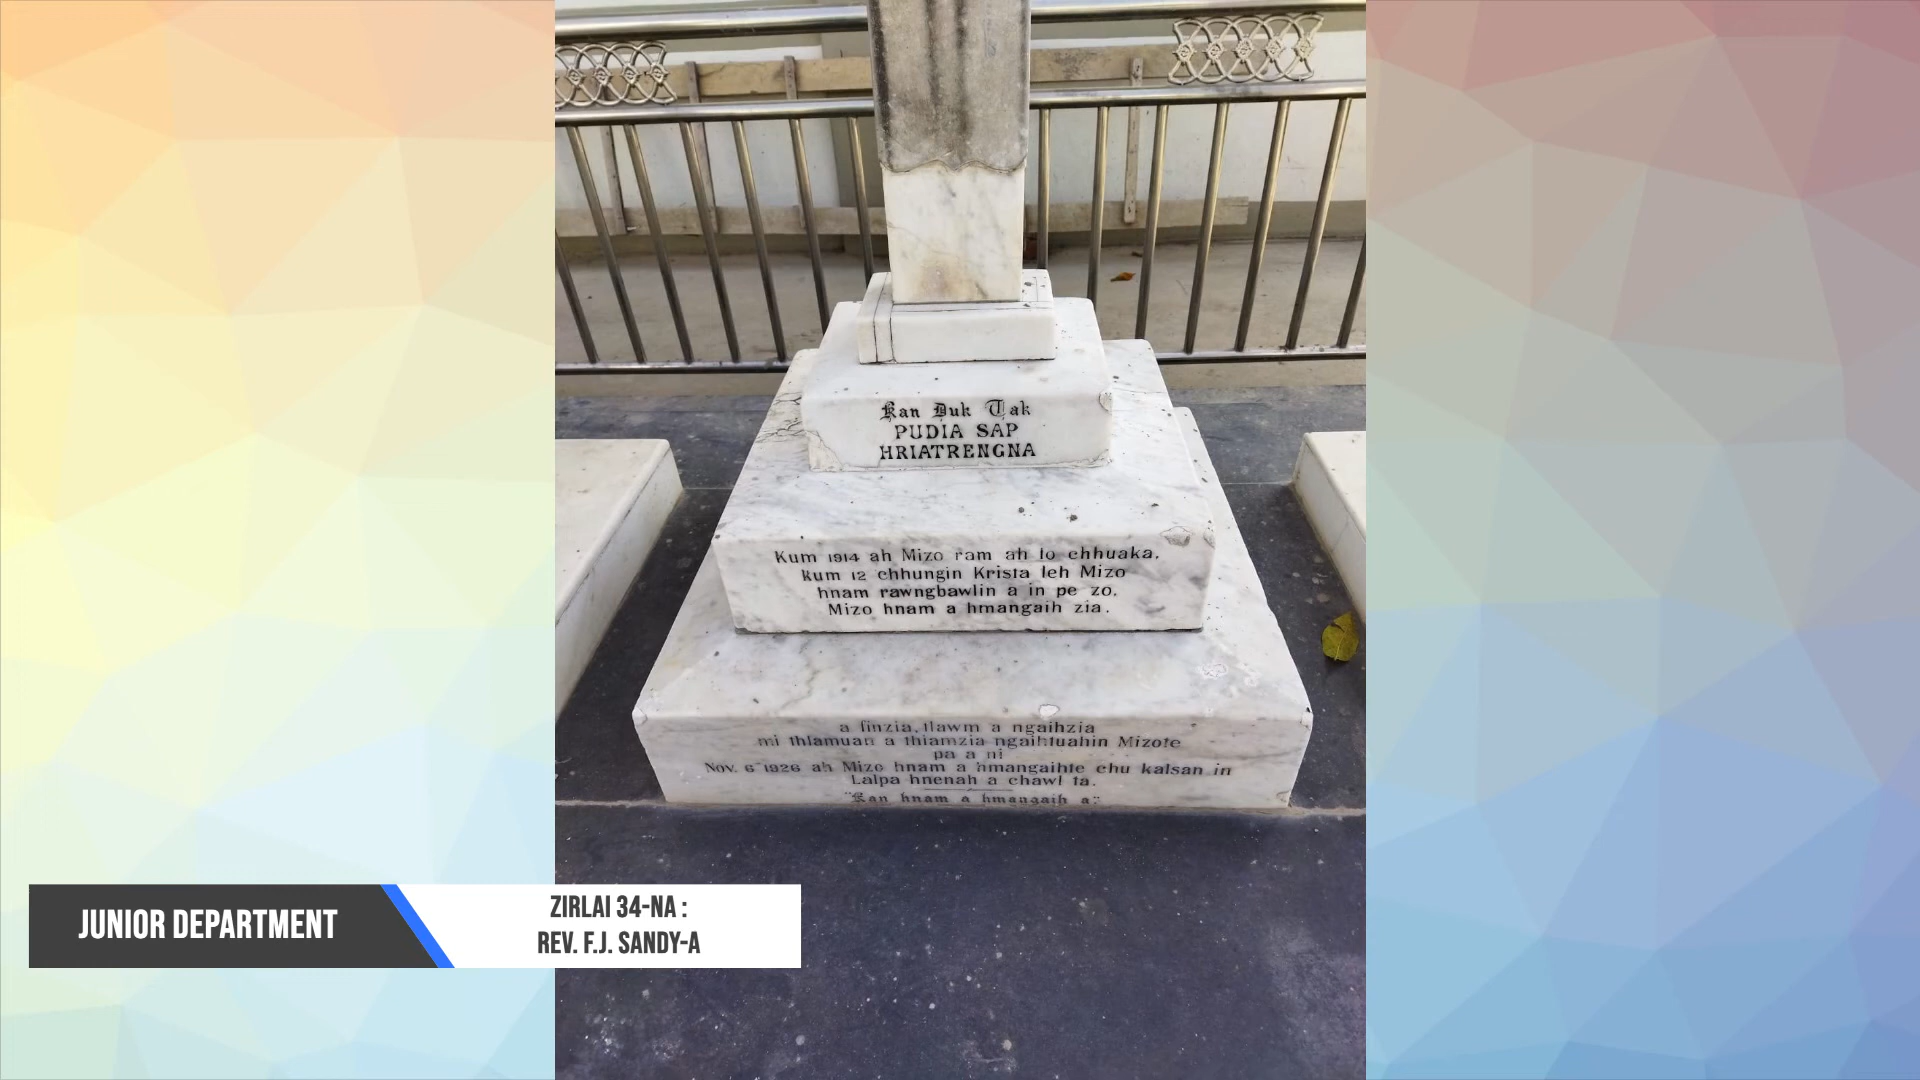 Kan Duk Tak
PUDIA SAP
HRIATRENGNA
Kum 1914 ah Mizo ram ah lo chhuaka,
kum 12 chhungin Krista leh Mizo
hnam rawngbawlin a in pe zo.
Mizo hnam a hmangaih zia.
a finzia, tlawm a ngaihzia
mi thlamuan a thiamzia ngaihtuahin Mizote
pa a ni
Nov. 6 1926 ah Mizo hnam a hmangaihte chu kalsan in
Lalpa hnenah a chawl ta.
"Kan hnam a hmangaih a"
JUNIOR DEPARTMENT
ZIRLAI 34-NA :
REV. F.J. SANDY-A